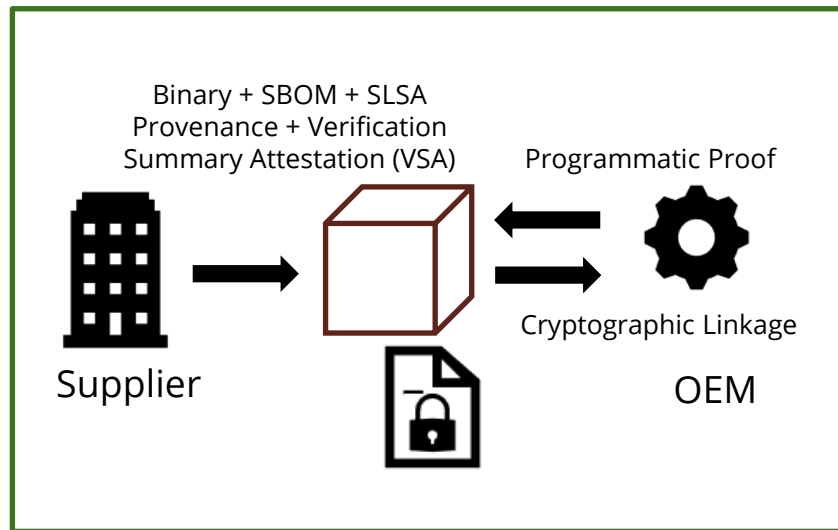 Binary + SBOM + SLSA
Provenance + Verification
Summary Attestation (VSA)
Programmatic Proof
Cryptographic Linkage
Supplier
OEM